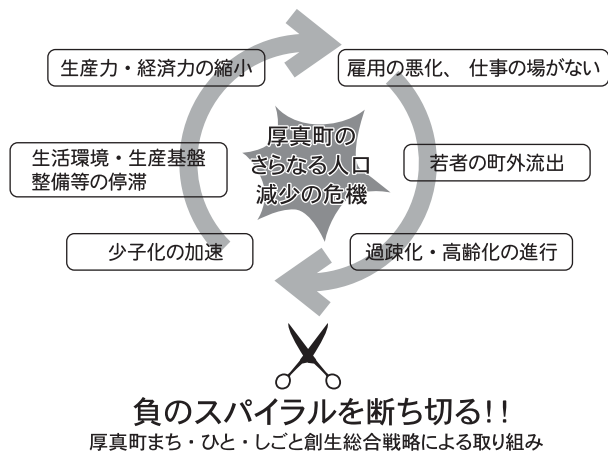 生産力・経済力の縮小
雇用の悪化、仕事の場がない
厚真町の
さらなる人口
減少の危機
生活環境・生産基盤
整備等の停滞
若者の町外流出
少子化の加速
過疎化・高齢化の進行
負のスパイラルを断ち切る!!
厚真町まち・ひと・しごと創生総合戦略による取り組み